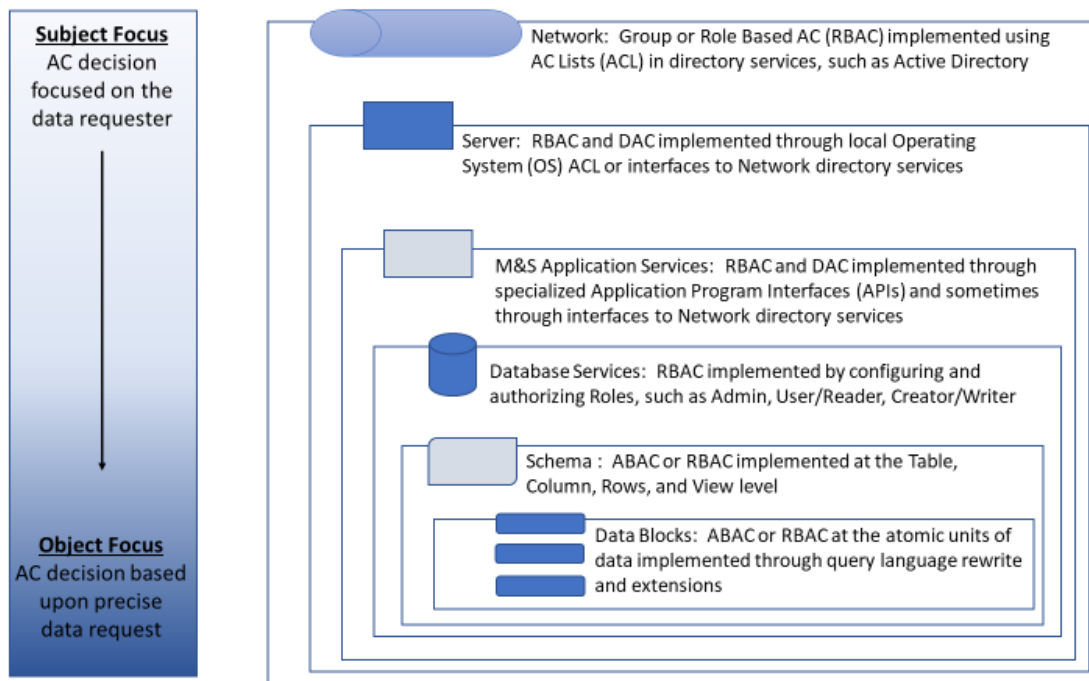 Subject Focus
AC decision
focused on the
data requester
Object Focus
AC decision based
upon precise
data request
Network: Group or Role Based AC (RBAC) implemented using
AC Lists (ACL) in directory services, such as Active Directory
Server: RBAC and DAC implemented through local Operating
System (OS) ACL or interfaces to Network directory services
M&S Application Services: RBAC and DAC implemented through
specialized Application Program Interfaces (APIs) and sometimes
through interfaces to Network directory services
Database Services: RBAC implemented by configuring and
authorizing Roles, such as Admin, User/Reader, Creator/Writer
Schema : ABAC or RBAC implemented at the Table,
Column, Rows, and View level
Data Blocks: ABAC or RBAC at the atomic units of
data implemented through query language rewrite
and extensions